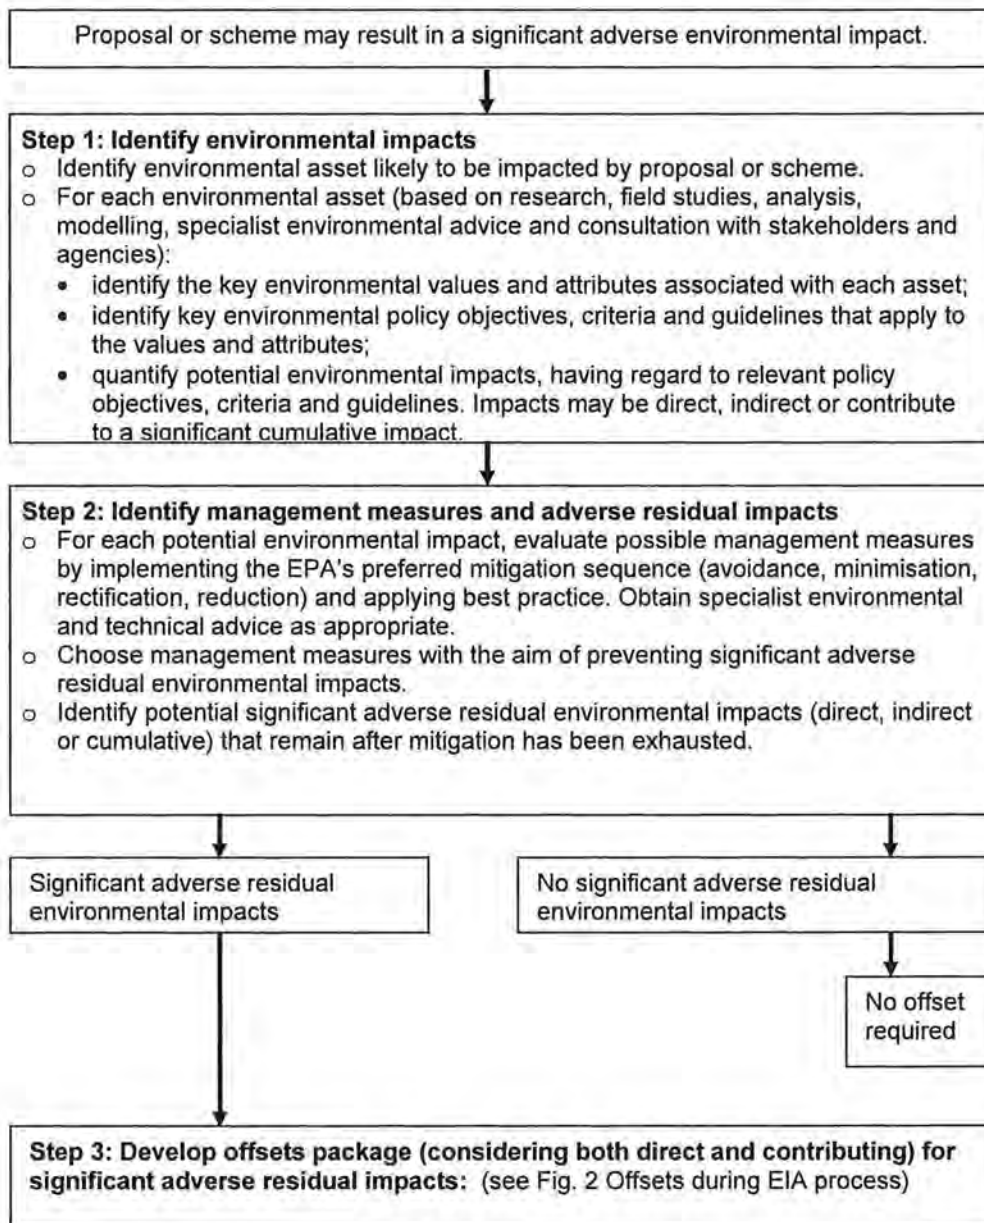 Proposal or scheme may result in a significant adverse environmental impact.
Step 1: Identify environmental impacts
o Identify environmental asset likely to be impacted by proposal or scheme.
o For each environmental asset (based on research, field studies, analysis,
modelling, specialist environmental advice and consultation with stakeholders and
agencies):
• identify the key environmental values and attributes associated with each asset;
• identify key environmental policy objectives, criteria and guidelines that apply to
the values and attributes;
• quantify potential environmental impacts, having regard to relevant policy
objectives, criteria and guidelines. Impacts may be direct, indirect or contribute
to a significant cumulative impact.
Step 2: Identify management measures and adverse residual impacts
o For each potential environmental impact, evaluate possible management measures
by implementing the EPA's preferred mitigation sequence (avoidance, minimisation,
rectification, reduction) and applying best practice. Obtain specialist environmental
and technical advice as appropriate.
o Choose management measures with the aim of preventing significant adverse
residual environmental impacts.
o Identify potential significant adverse residual environmental impacts (direct, indirect
or cumulative) that remain after mitigation has been exhausted.
Significant adverse residual
environmental impacts
No significant adverse residual
environmental impacts
No offset
required
Step 3: Develop offsets package (considering both direct and contributing) for
significant adverse residual impacts: (see Fig. 2 Offsets during EIA process)